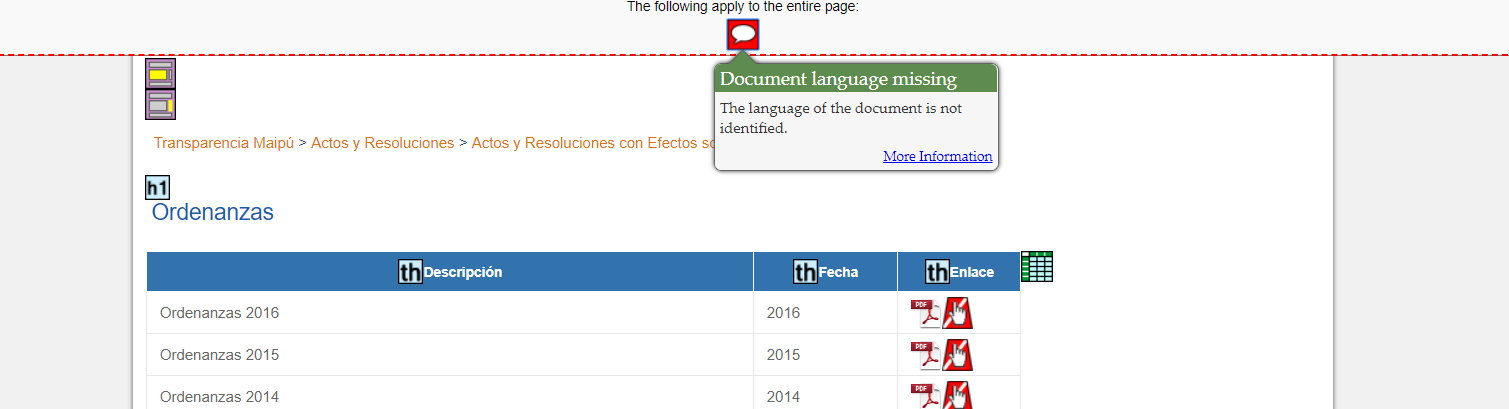 The following apply to the entire page:
Document language missing
The language of the document is not
identified.
More Information
Transparencia Maipú > Actos y Resoluciones > Actos y Resoluciones con Efectos
h1
Ordenanzas
th Descripción th Fecha th Enlace
Ordenanzas 2016 2016 PDF
Ordenanzas 2015 2015 PDF
Ordenanzas 2014 2014 PDF